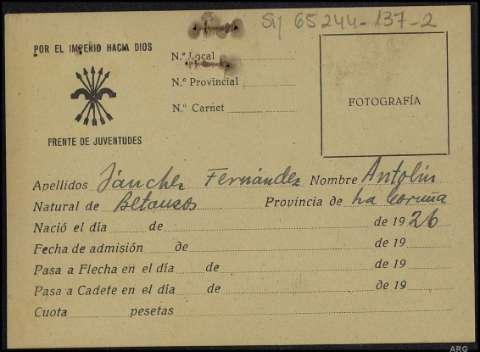 Sij 65244-137-2
POR EL IMPERIO HACIA DIOS
N.º Local
N.º Provincial
N.º Carnet
FOTOGRAFÍA
FRENTE DE JUVENTUDES
Apellidos Sánchez Fernández Nombre Antolín
Natural de Betanzos Provincia de La Coruña
Nació el día de de 1926
Fecha de admisión de de 19
Pasa a Flecha en el día de de 19
Pasa a Cadete en el día de de 19
Cuota pesetas
ARG